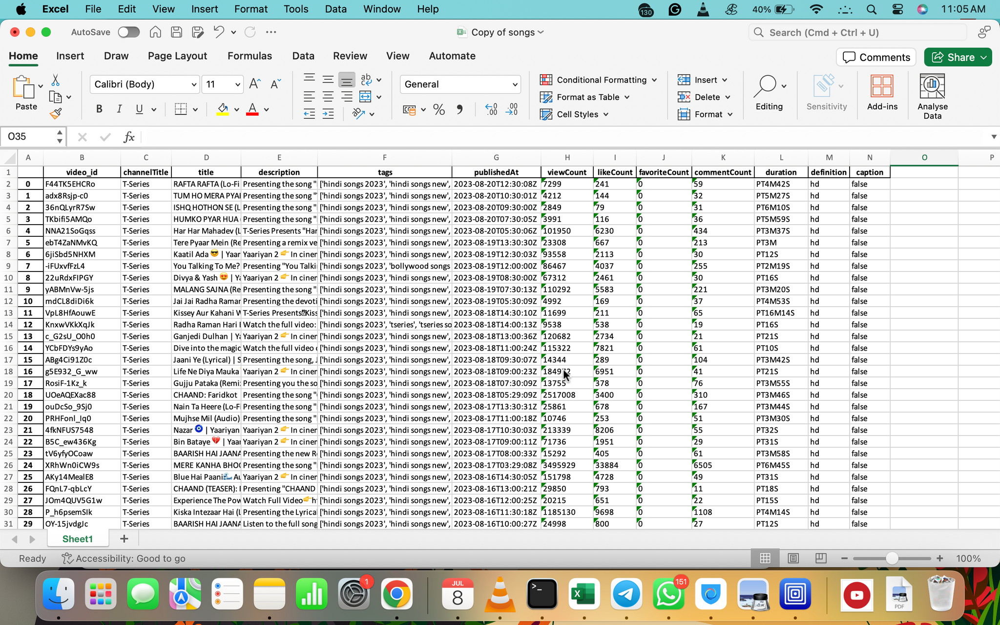 Excel File Edit View Insert Format Tools Data Window Help 130 40% 11:05 AM
AutoSave Copy of songs Search (Cmd + Ctrl + U)
Home Insert Draw Page Layout Formulas Data Review View Automate Comments Share
Paste Calibri (Body) 11 General Conditional Formatting Format as Table Cell Styles Insert Delete Format Editing Sensitivity Add-ins Analyse Data
O35 fx
A B C D E F G H I J K L M N O P
1 video_id channelTitle title description tags publishedAt viewCount likeCount favoriteCount commentCount duration definition caption
2 0 F44TK5EHCRo T-Series RAFTA RAFTA (Lo-Fi Presenting the song " ['hindi songs 2023', 'hindi songs new', 2023-08-20T12:30:08Z 7299 241 0 59 PT4M42S hd false
3 1 adx8Rsjp-c0 T-Series TUM HO MERA PYA Presenting the song " ['hindi songs 2023', 'hindi songs new', 2023-08-20T10:30:01Z 4212 144 0 32 PT5M27S hd false
4 2 36nQLyrR7Sw T-Series ISHQ HOTHON SE (L Presenting the song " ['hindi songs 2023', 'hindi songs new', 2023-08-20T09:30:00Z 2849 79 0 31 PT6M10S hd false
5 3 TKbifi5AMQo T-Series HUMKO PYAR HUA Presenting the song " ['hindi songs 2023', 'hindi songs new', 2023-08-20T07:30:05Z 3991 116 0 36 PT5M59S hd false
6 4 NNA21SoGqss T-Series Har Har Mahadev (L T-Series Presents "Har ['hindi songs 2023', 'hindi songs new', 2023-08-20T05:30:06Z 101950 6230 0 434 PT3M37S hd false
7 5 ebT4ZaNMvKQ T-Series Tere Pyaar Mein (Re Presenting a remix ve ['hindi songs 2023', 'hindi songs new', 2023-08-19T13:30:30Z 23308 667 0 213 PT3M hd false
8 6 6jiSbd5NHXM T-Series Kaatil Ada 😎 | Yaar Yaariyan 2 👉 In cinem ['hindi songs 2023', 'hindi songs new', 2023-08-19T12:30:03Z 93558 2113 0 30 PT12S hd false
9 7 -iFUxvfFzL4 T-Series You Talking To Me? Presenting "You Talki ['hindi songs 2023', 'bollywood songs 2023-08-19T12:00:00Z 86467 4037 0 255 PT2M19S hd false
10 8 22uRdxFIPGY T-Series Divya & Yash 😍 | Ya Yaariyan 2 👉 In cinem ['hindi songs 2023', 'hindi songs new', 2023-08-19T08:30:00Z 67312 2461 0 30 PT16S hd false
11 9 yABMnVw-5js T-Series MALANG SAJNA (Re Presenting the song " ['hindi songs 2023', 'hindi songs new', 2023-08-19T07:30:13Z 110292 5583 0 221 PT3M20S hd false
12 10 mdCL8diDi6k T-Series Jai Jai Radha Raman Presenting the devoti ['hindi songs 2023', 'hindi songs new', 2023-08-19T05:30:09Z 4992 169 0 37 PT4M53S hd false
13 11 VpL8HfAouwE T-Series Kissey Aur Kahani W T-Series Presents"Kiss ['hindi songs 2023', 'hindi songs new', 2023-08-18T14:30:10Z 11699 211 0 65 PT16M14S hd false
14 12 KnxwVKkXqJk T-Series Radha Raman Hari Watch the full video: ['hindi songs 2023', 'tseries', 'tseries so 2023-08-18T14:00:13Z 9538 538 0 19 PT16S hd false
15 13 c_G2sU_O0h0 T-Series Ganjedi Dulhan | Ya Yaariyan 2 👉 In cinem ['hindi songs 2023', 'hindi songs new', 2023-08-18T13:00:36Z 120682 2734 0 21 PT21S hd false
16 14 YCbFDYs9yAo T-Series Dive into the magic Watch the full video ['hindi songs 2023', 'hindi songs new', 2023-08-18T11:00:24Z 115322 7821 0 61 PT10S hd false
17 15 ABg4Ci91Z0c T-Series Jaani Ye (Lyrical) | S Presenting the song, J ['hindi songs 2023', 'hindi songs new', 2023-08-18T09:30:07Z 14344 289 0 104 PT3M42S hd false
18 16 g5E932_G_ww T-Series Life Ne Diya Mauka Yaariyan 2 👉 In cinem ['hindi songs 2023', 'hindi songs new', 2023-08-18T09:00:23Z 6951 0 41 PT21S hd false
19 17 RosiF-1Kz_k T-Series Gujju Pataka (Remi Presenting you the so ['hindi songs 2023', 'hindi songs new', 2023-08-18T07:30:09Z 13755 378 0 76 PT3M55S hd false
20 18 UOeAQEXac88 T-Series CHAAND: Faridkot Presenting the song " ['hindi songs 2023', 'hindi songs new', 2023-08-18T05:29:09Z 2517008 3400 0 310 PT3M46S hd false
21 19 ouDcSo_9Sj0 T-Series Nain Ta Heere (Lo-Fi Presenting the song " ['hindi songs 2023', 'hindi songs new', 2023-08-17T13:30:31Z 25861 678 0 167 PT3M44S hd false
22 20 PRHFonl_Iq0 T-Series Mujhse Mil (Audio) Presenting the song " ['hindi songs 2023', 'hindi songs new', 2023-08-17T11:00:18Z 10746 253 0 51 PT3M30S hd false
23 21 4fkNFUS7548 T-Series Nazar 🧿 | Yaariyan Yaariyan 2 👉 In cinem ['hindi songs 2023', 'hindi songs new', 2023-08-17T10:30:03Z 213339 8206 0 55 PT32S hd false
24 22 B5C_ew436Kg T-Series Bin Bataye 💔 | Yaar Yaariyan 2 👉 In cinem ['hindi songs 2023', 'hindi songs new', 2023-08-17T09:00:11Z 71736 1951 0 29 PT31S hd false
25 23 tV6yfyOCoaw T-Series BAARISH HAI JAANA Presenting the new R ['hindi songs 2023', 'hindi songs new', 2023-08-17T08:00:33Z 15292 405 0 61 PT3M58S hd false
26 24 XRhWn0iCW9s T-Series MERE KANHA BHOO Presenting the song " ['hindi songs 2023', 'hindi songs new', 2023-08-17T03:29:08Z 3495929 33884 0 6505 PT6M45S hd false
27 25 AKy14MealE8 T-Series Blue Hai Paani🌊 Au Yaariyan 2 👉 In cinem ['hindi songs 2023', 'hindi songs new', 2023-08-16T14:30:05Z 151798 4728 0 49 PT31S hd false
28 26 FQnL7-qbLcY T-Series CHAAND (TEASER): Presenting "CHAAND ['hindi songs 2023', 'hindi songs new', 2023-08-16T13:00:21Z 29850 793 0 11 PT18S hd false
29 27 JOm4QUV5G1w T-Series Experience The Pow Watch Full Video👉h ['hindi songs 2023', 'hindi songs new', 2023-08-16T12:00:25Z 20215 651 0 22 PT15S hd false
30 28 P_h6psemSIk T-Series Kiska Intezaar Hai (L Presenting the Lyrica ['hindi songs 2023', 'hindi songs new', 2023-08-16T11:30:18Z 1185130 9698 0 1108 PT4M14S hd false
31 29 OY-15jvdgJc T-Series BAARISH HAI JAANA Listen to the full song ['hindi songs 2023', 'hindi songs new', 2023-08-16T10:00:27Z 24998 800 0 27 PT12S hd false
Sheet1
Ready Accessibility: Good to go 100%
1 JUL 8 151 PDF